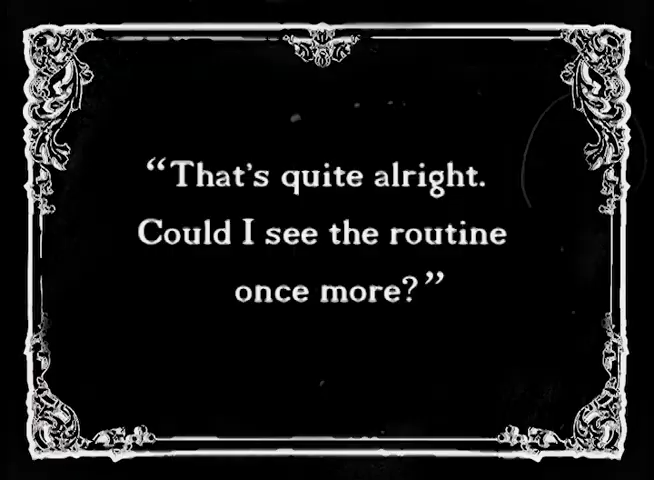 “That's quite alright.
Could I see the routine
once more?”